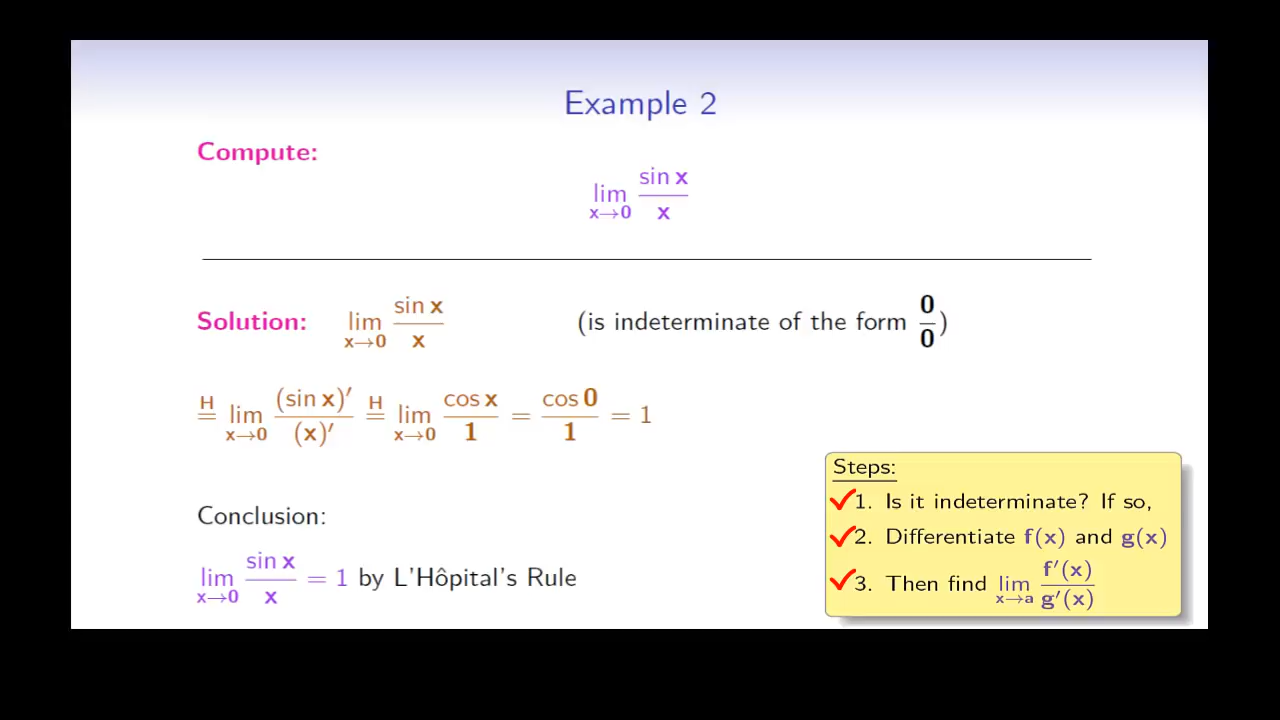 Example 2
Compute:
lim x→0 sin x / x
Solution: lim x→0 sin x / x (is indeterminate of the form 0/0)
H= lim x→0 (sin x)′ / (x)′ H= lim x→0 cos x / 1 = cos 0 / 1 = 1
Conclusion:
lim x→0 sin x / x = 1 by L'Hôpital's Rule
Steps:
✓1. Is it indeterminate? If so,
✓2. Differentiate f(x) and g(x)
✓3. Then find lim x→a f′(x) / g′(x)